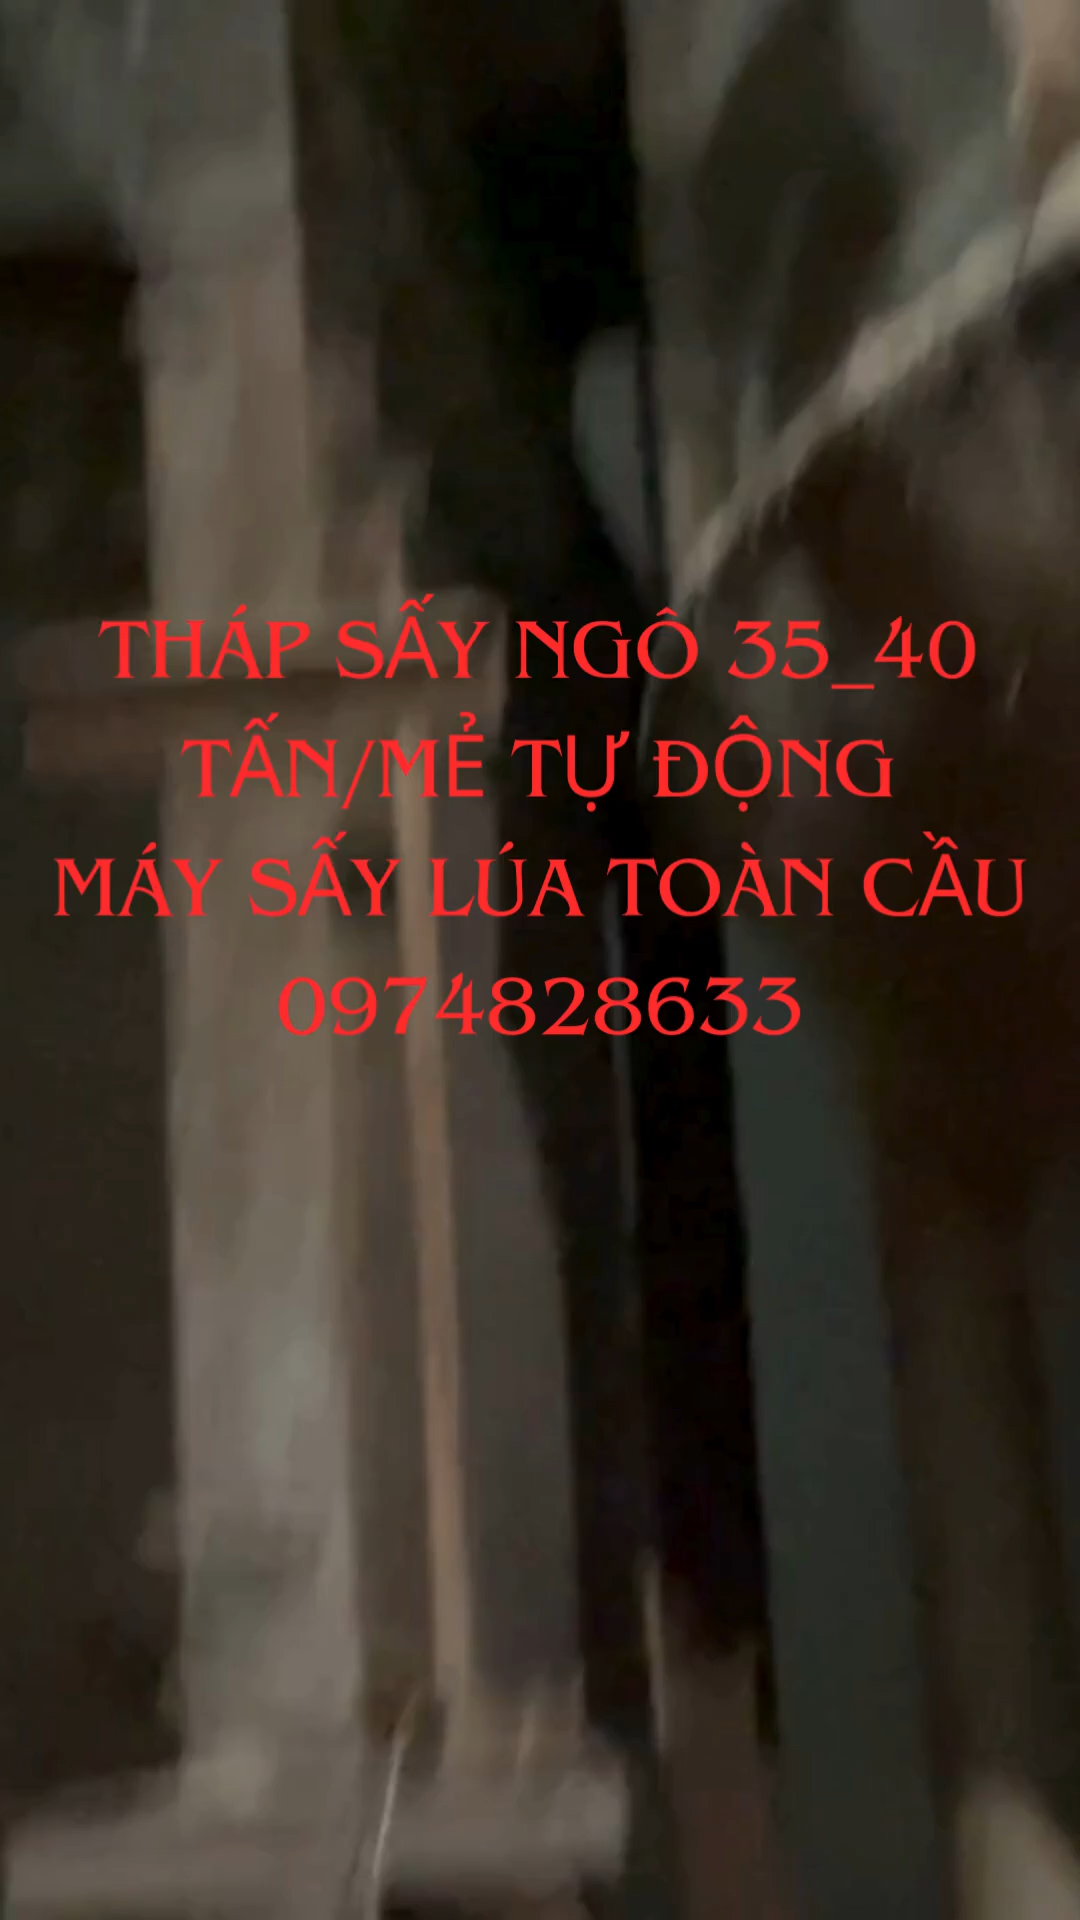 THÁP SẤY NGÔ 35_40
TẤN/MẺ TỰ ĐỘNG
MÁY SẤY LÚA TOÀN CẦU
0974828633